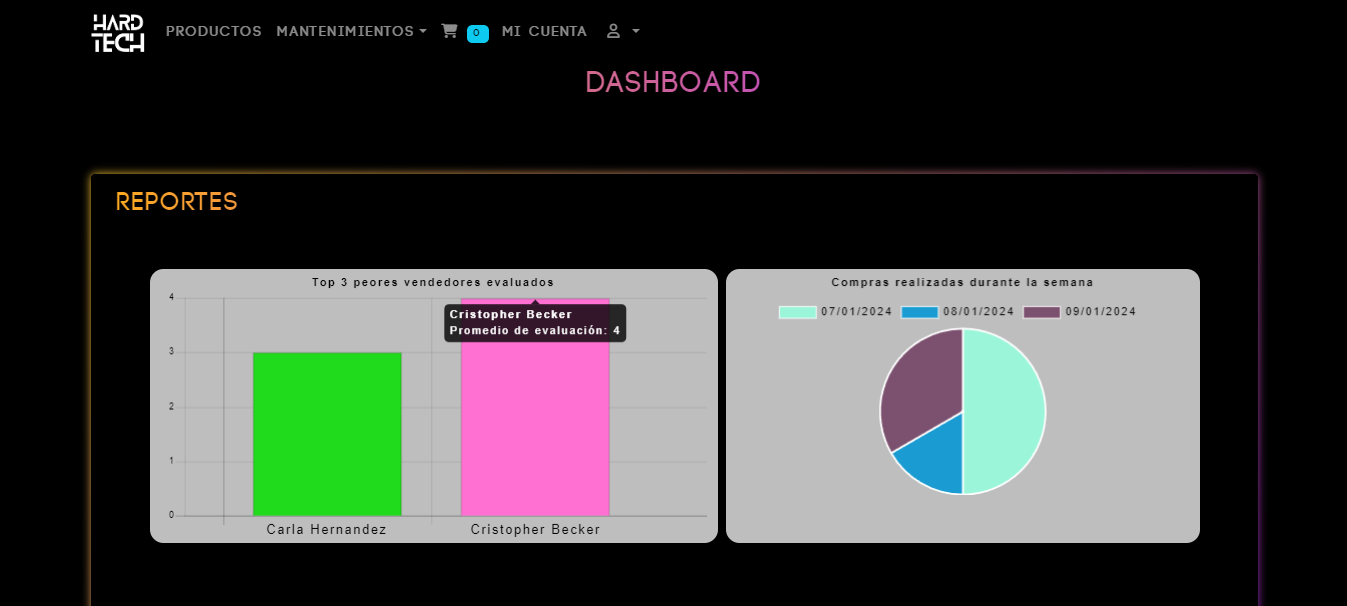 HARD
TECH
PRODUCTOS MANTENIMIENTOS 0 MI CUENTA
DASHBOARD
REPORTES
Top 3 peores vendedores evaluados
4
3
2
1
0
Cristopher Becker
Promedio de evaluación: 4
Carla Hernandez Cristopher Becker
Compras realizadas durante la semana
07/01/2024 08/01/2024 09/01/2024